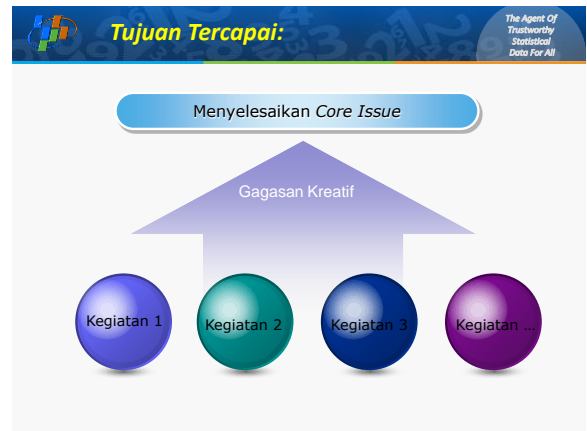 Tujuan Tercapai:
The Agent Of
Trustworthy
Statistical
Data For All
Menyelesaikan Core Issue
Gagasan Kreatif
Kegiatan 1
Kegiatan 2
Kegiatan 3
Kegiatan ...